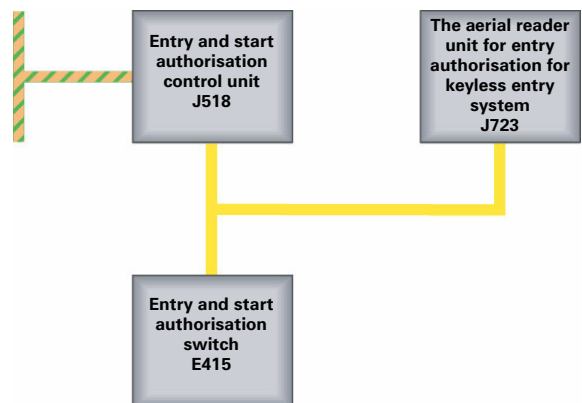 Entry and start
authorisation
control unit
J518
The aerial reader
unit for entry
authorisation for
keyless entry
system
J723
Entry and start
authorisation
switch
E415